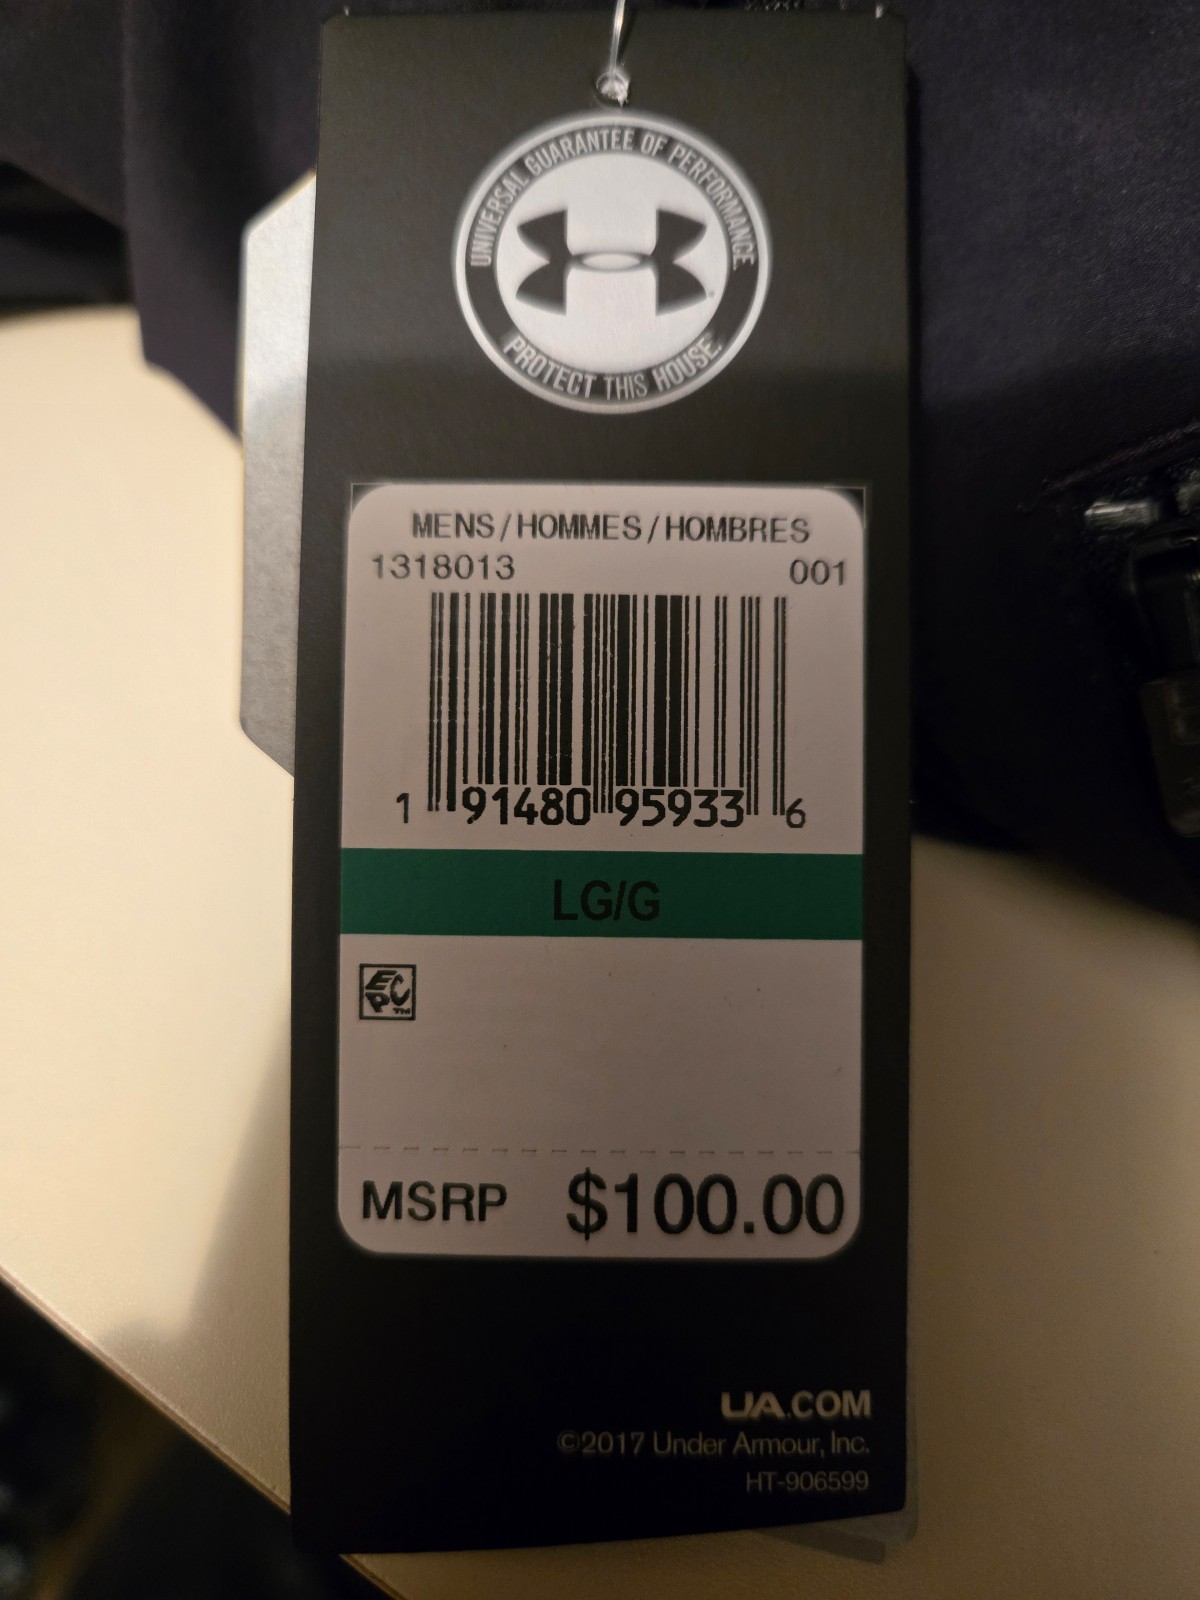 UNIVERSAL GUARANTEE OF PERFORMANCE.
PROTECT THIS HOUSE.
MENS/HOMMES/HOMBRES
1318013 001
1 91480 95933 6
LG/G
EPC™
MSRP $100.00
UA.COM
©2017 Under Armour, Inc.
HT-906599